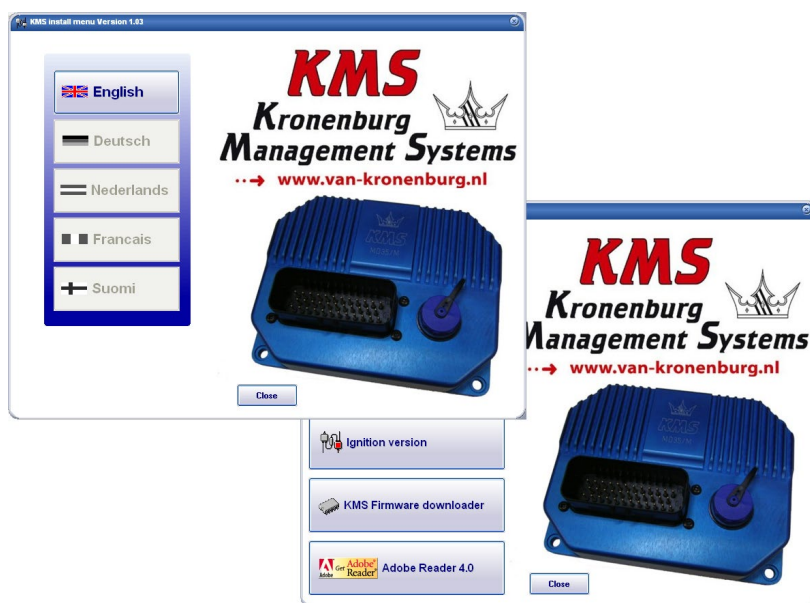 KMS install menu Version 1.03
English
Deutsch
Nederlands
Francais
Suomi
KMS
Kronenburg
Management Systems
www.van-kronenburg.nl
KMS
Close
KMS
Kronenburg
Management Systems
www.van-kronenburg.nl
KMS
Ignition version
KMS Firmware downloader
Adobe
Get Adobe®
Reader®
Adobe Reader 4.0
Close